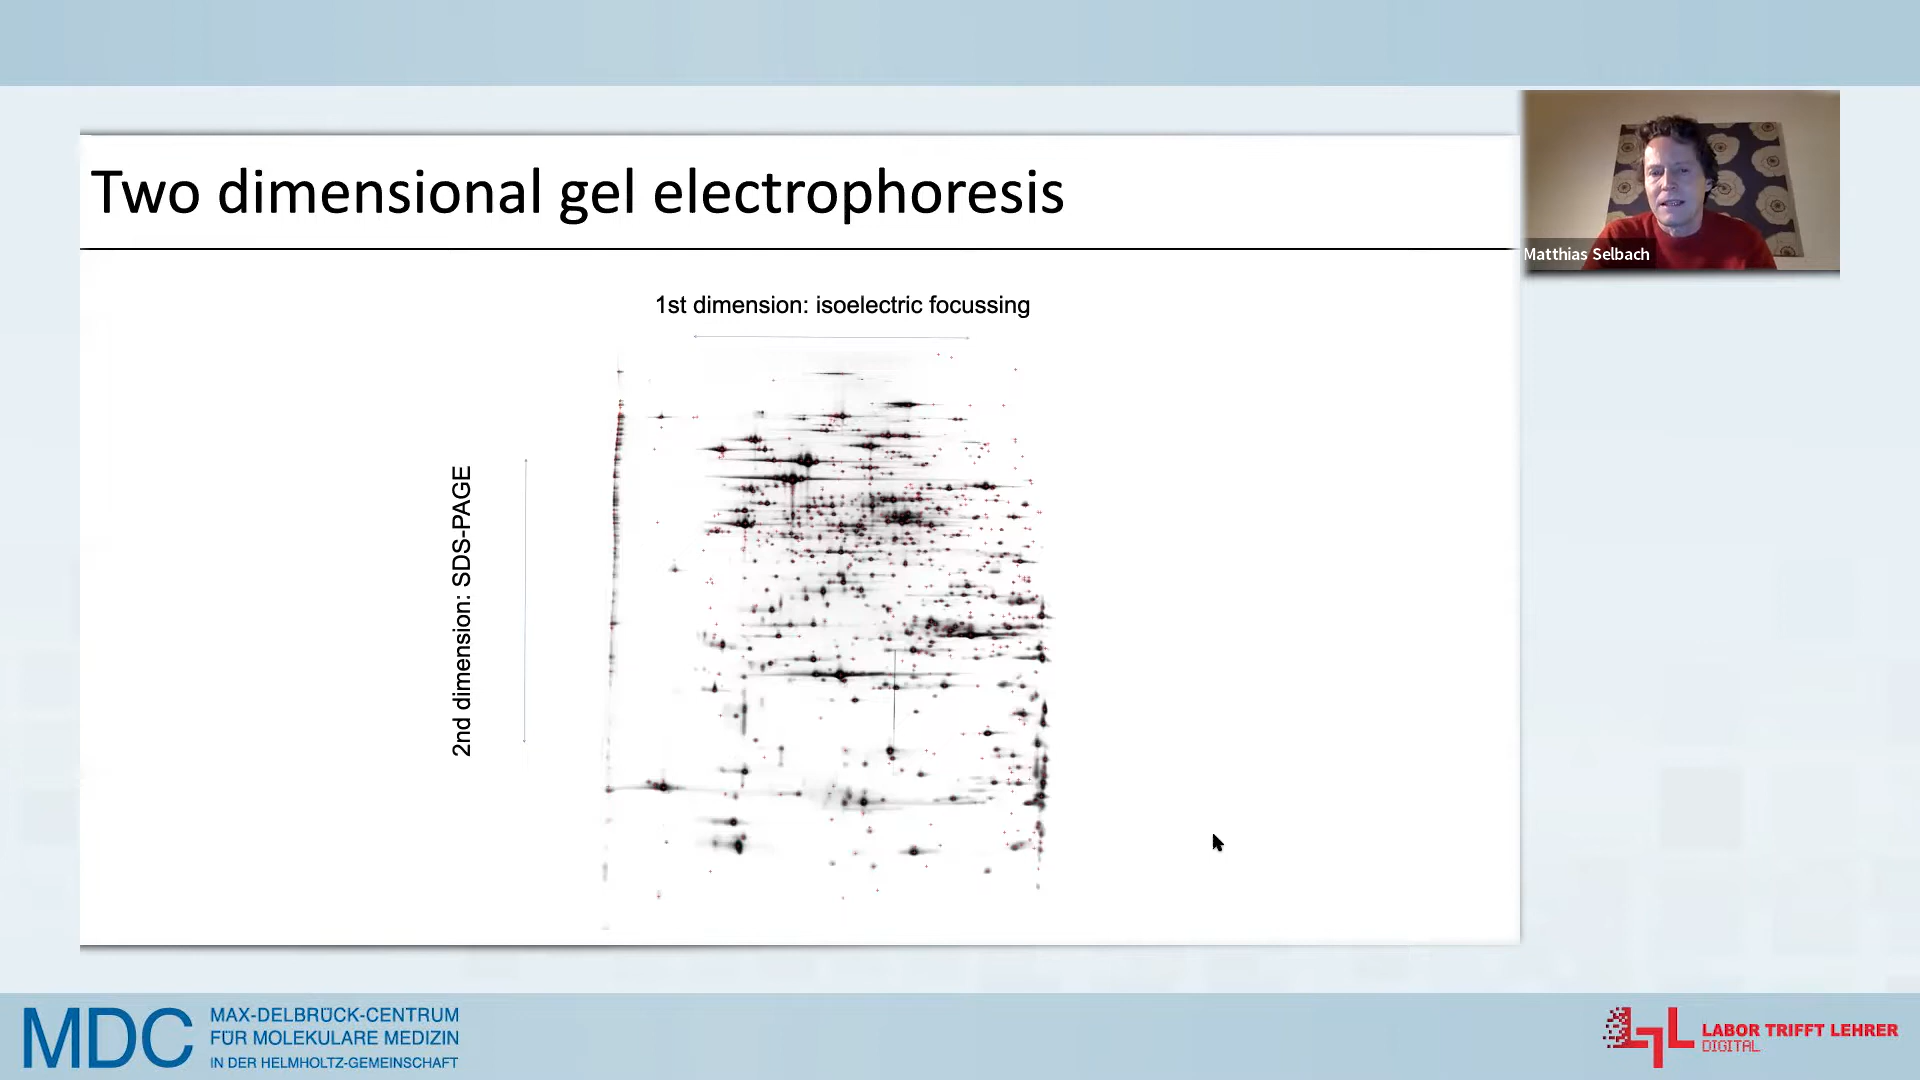 Two dimensional gel electrophoresis
Matthias Selbach
1st dimension: isoelectric focussing
2nd dimension: SDS-PAGE
MDC
MAX-DELBRÜCK-CENTRUM
FÜR MOLEKULARE MEDIZIN
IN DER HELMHOLTZ-GEMEINSCHAFT
LABOR TRIFFT LEHRER
DIGITAL